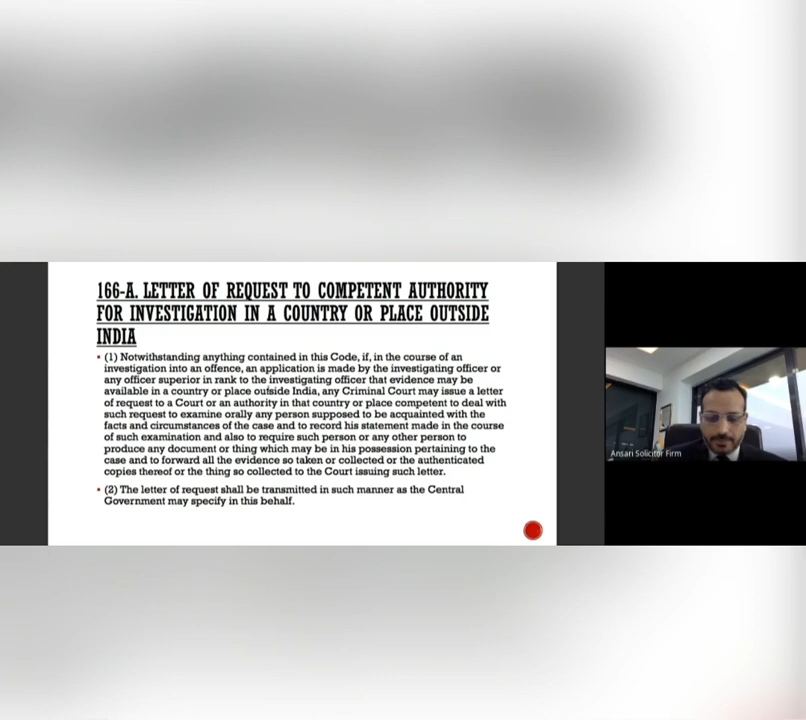 166-A. LETTER OF REQUEST TO COMPETENT AUTHORITY
FOR INVESTIGATION IN A COUNTRY OR PLACE OUTSIDE
INDIA
• (1) Notwithstanding anything contained in this Code, if, in the course of an
investigation into an offence, an application is made by the investigating officer or
any officer superior in rank to the investigating officer that evidence may be
available in a country or place outside India, any Criminal Court may issue a letter
of request to a Court or an authority in that country or place competent to deal with
such request to examine orally any person supposed to be acquainted with the
facts and circumstances of the case and to record his statement made in the course
of such examination and also to require such person or any other person to
produce any document or thing which may be in his possession pertaining to the
case and to forward all the evidence so taken or collected or the authenticated
copies thereof or the thing so collected to the Court issuing such letter.
• (2) The letter of request shall be transmitted in such manner as the Central
Government may specify in this behalf.
Ansari Solicitor Firm